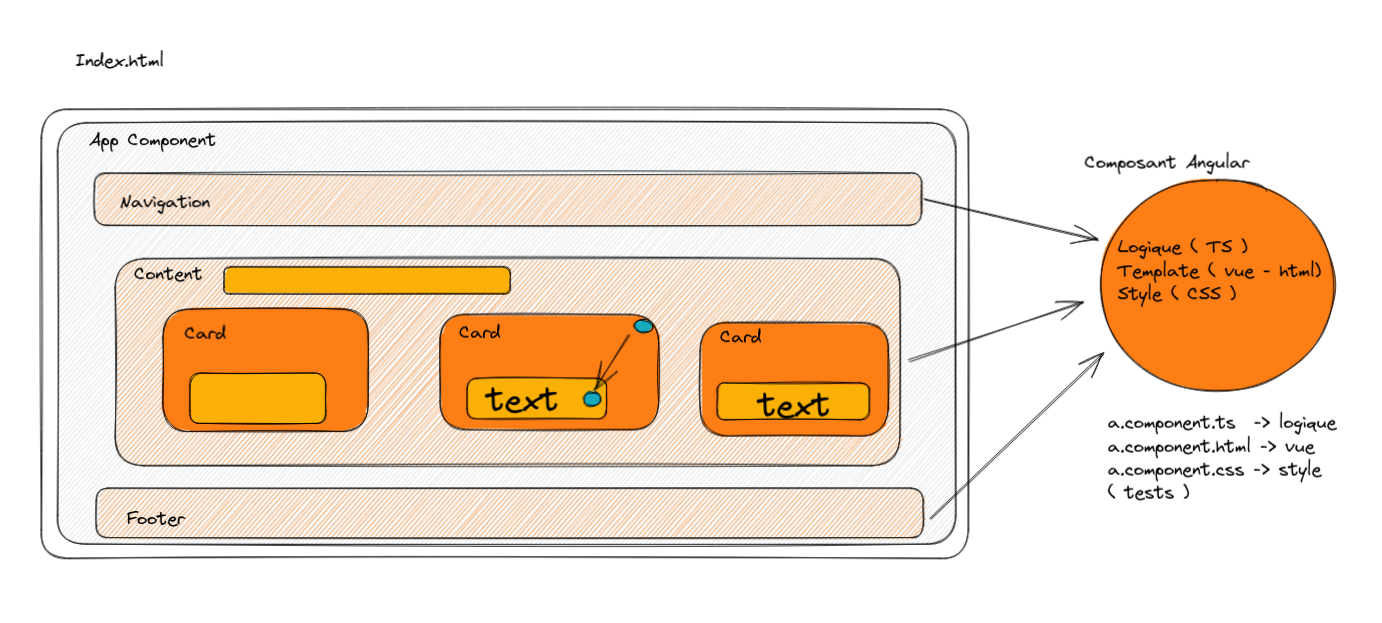 Index.html
App Component
Navigation
Content
Card
Card
text
Card
text
Footer
Composant Angular
Logique ( TS )
Template ( vue - html)
Style ( CSS )
a.component.ts -> logique
a.component.html -> vue
a.component.css -> style
( tests )